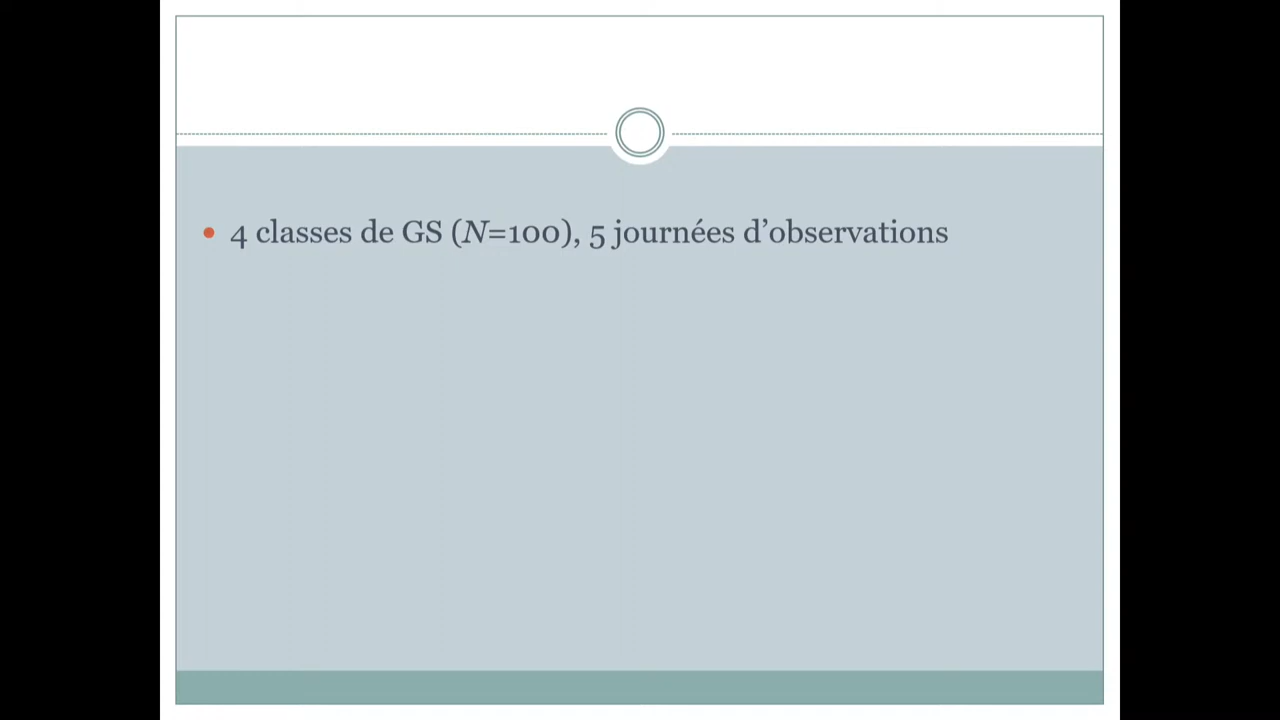 4 classes de GS (N=100), 5 journées d’observations